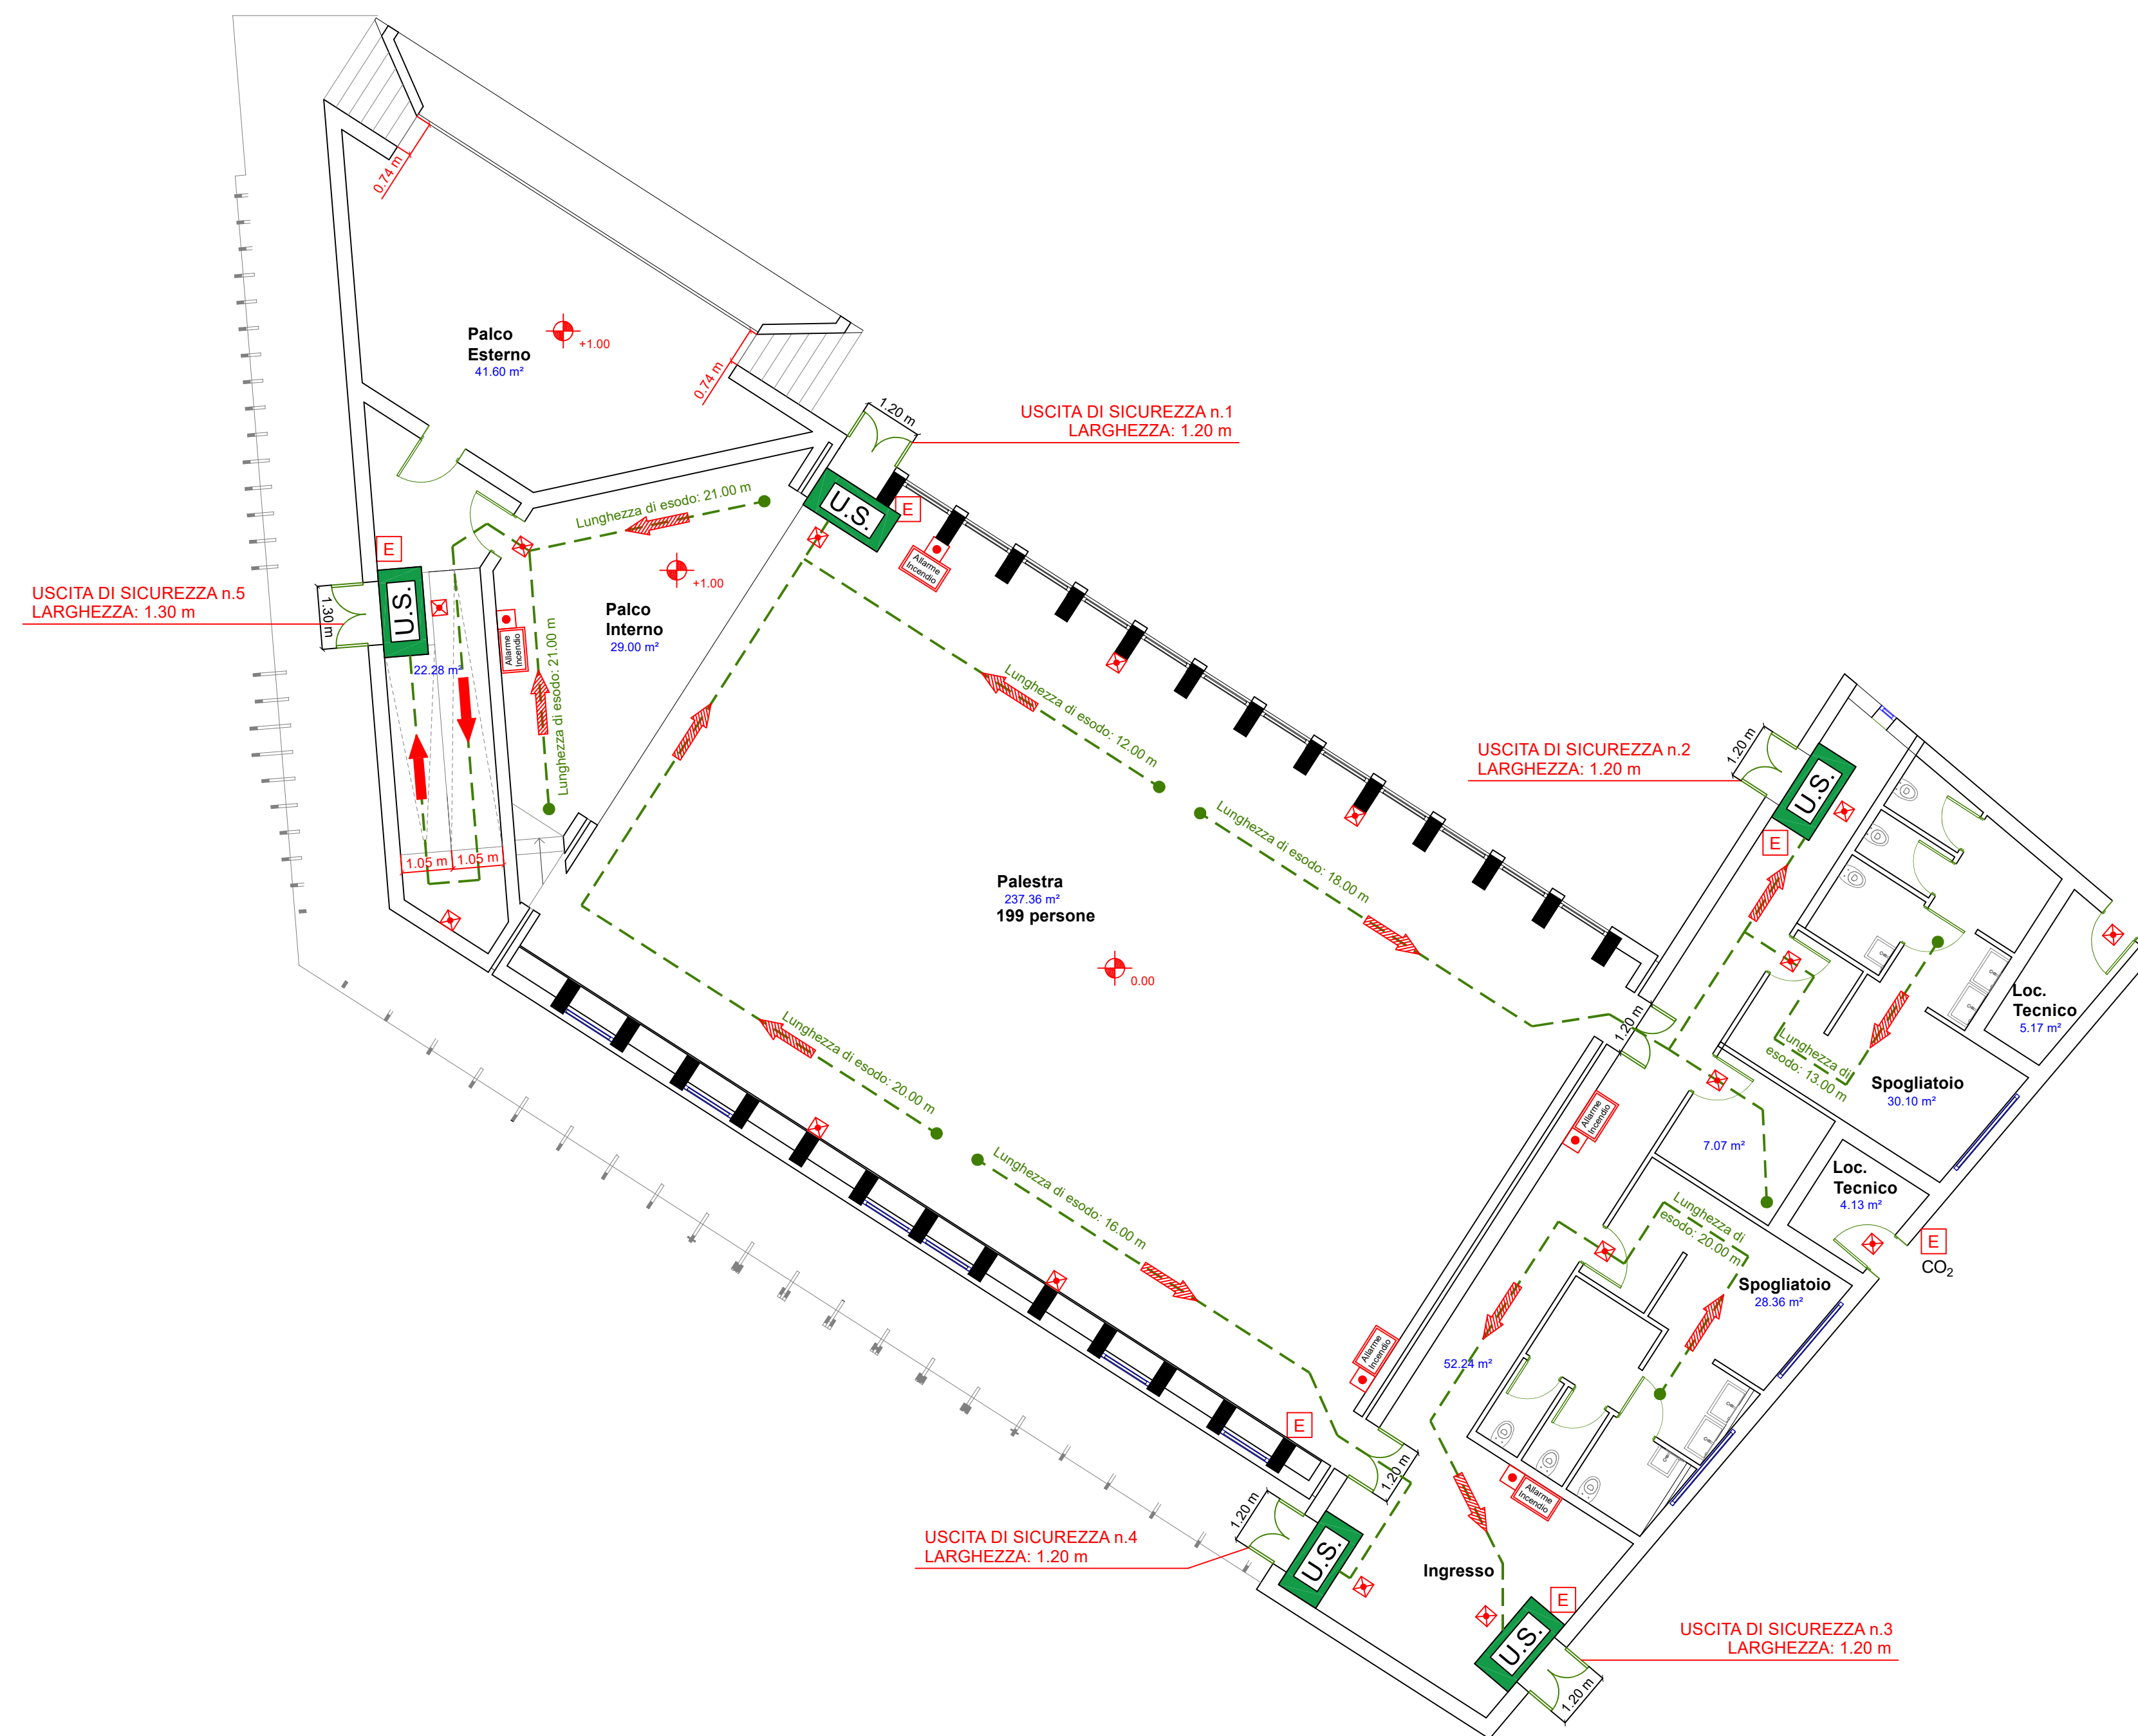 0.74 m
Palco
Esterno
41.60 m²
+1.00
0.74 m
1.20 m
USCITA DI SICUREZZA n.1
LARGHEZZA: 1.20 m
U.S.
E
Allarme
Incendio
Lunghezza di esodo: 21.00 m
+1.00
Palco
Interno
29.00 m²
E
USCITA DI SICUREZZA n.5
LARGHEZZA: 1.30 m
1.30 m
U.S.
22.28 m²
Allarme
Incendio
Lunghezza di esodo: 21.00 m
1.05 m
1.05 m
Lunghezza di esodo: 12.00 m
Lunghezza di esodo: 18.00 m
Palestra
237.36 m²
199 persone
0.00
Lunghezza di esodo: 20.00 m
Lunghezza di esodo: 16.00 m
USCITA DI SICUREZZA n.2
LARGHEZZA: 1.20 m
1.20 m
U.S.
E
1.20 m
Loc.
Tecnico
5.17 m²
Lunghezza di
esodo: 13.00 m
Spogliatoio
30.10 m²
Allarme
Incendio
7.07 m²
Loc.
Tecnico
4.13 m²
E
CO₂
Lunghezza di
esodo: 20.00 m
Spogliatoio
28.36 m²
52.24 m²
Allarme
Incendio
E
1.20 m
Allarme
Incendio
1.20 m
USCITA DI SICUREZZA n.4
LARGHEZZA: 1.20 m
U.S.
Ingresso
E
U.S.
USCITA DI SICUREZZA n.3
LARGHEZZA: 1.20 m
1.20 m